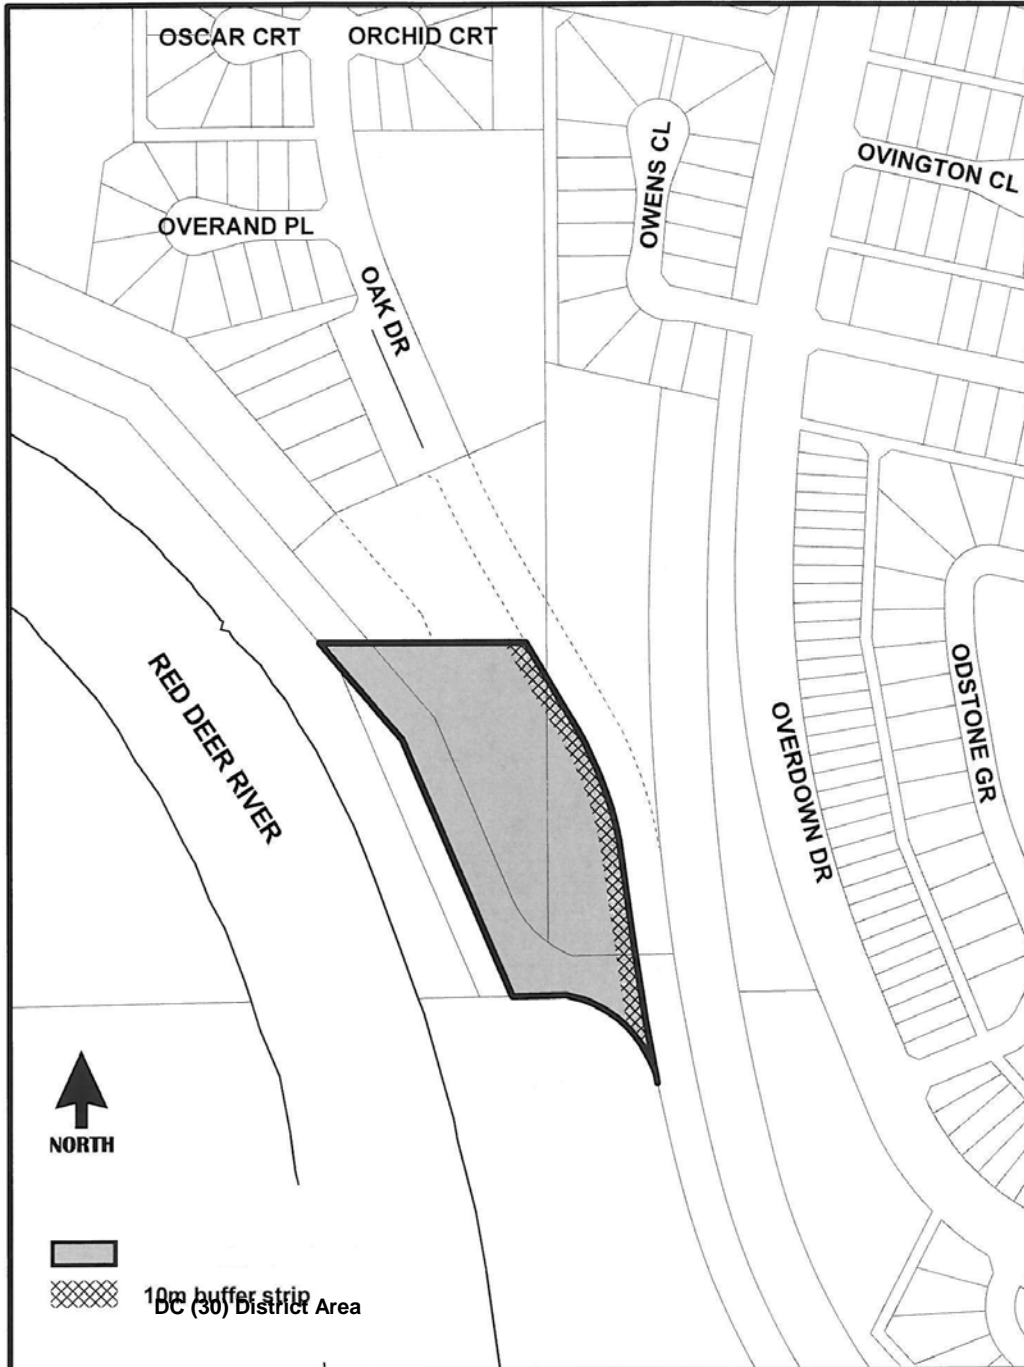 OSCAR CRT
ORCHID CRT
OVINGTON CL
OWENS CL
OVERAND PL
OAK DR
RED DEER RIVER
OVERDOWN DR
ODSTONE GR
NORTH
10m buffer strip
DC (30) District Area